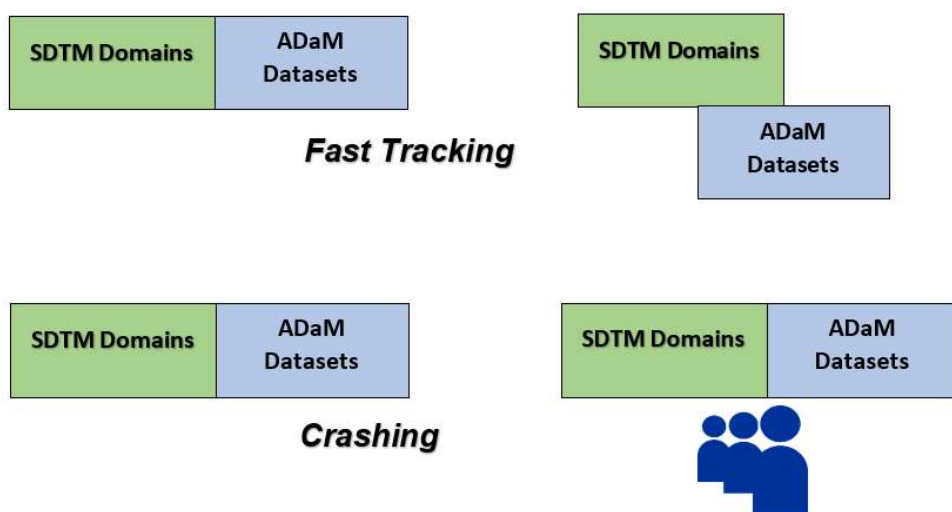 SDTM Domains
ADaM
Datasets
SDTM Domains
ADaM
Datasets
Fast Tracking
SDTM Domains
ADaM
Datasets
SDTM Domains
ADaM
Datasets
Crashing